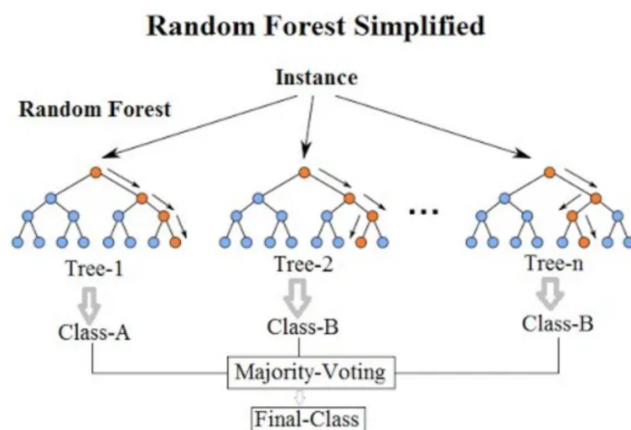 Random Forest Simplified
Instance
Random Forest
...
Tree-1
Tree-2
Tree-n
Class-A
Class-B
Class-B
Majority-Voting
Final-Class